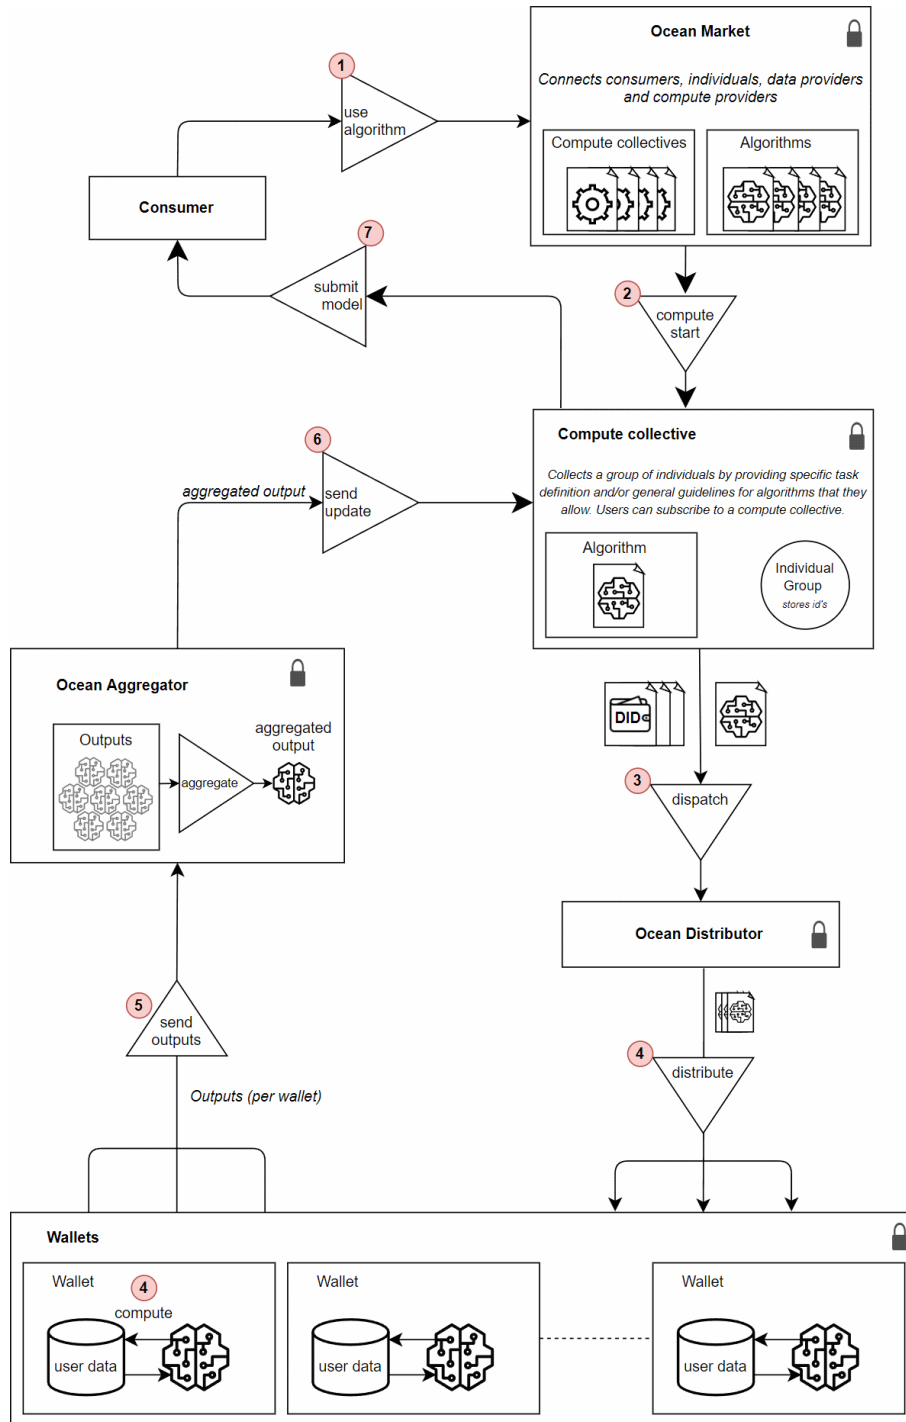 Ocean Market
Connects consumers, individuals, data providers
and compute providers
Compute collectives
Algorithms
1
use
algorithm
Consumer
7
submit
model
2
compute
start
Compute collective
Collects a group of individuals by providing specific task
definition and/or general guidelines for algorithms that they
allow. Users can subscribe to a compute collective.
Algorithm
Individual
Group
stores id's
6
aggregated output
send
update
Ocean Aggregator
Outputs
aggregate
aggregated
output
DID
3
dispatch
Ocean Distributor
5
send
outputs
4
distribute
Outputs (per wallet)
Wallets
Wallet
4
compute
user data
Wallet
user data
Wallet
user data